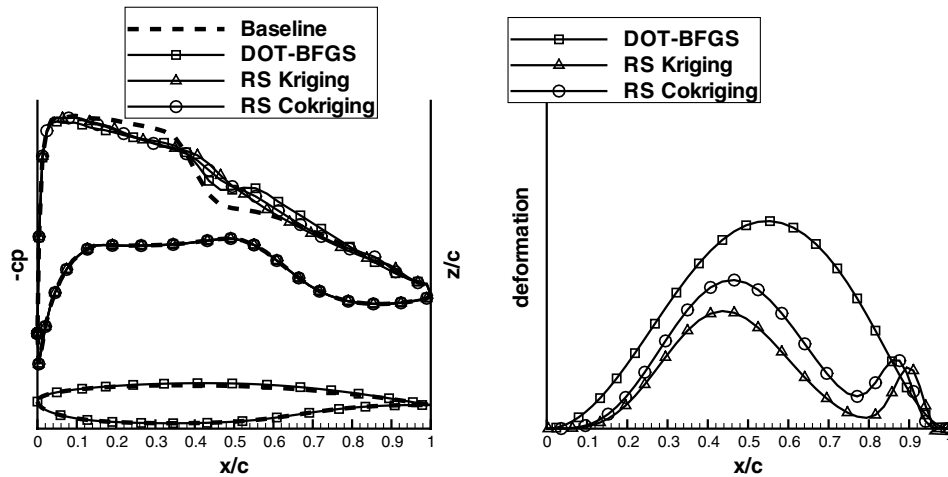 Baseline
DOT-BFGS
RS Kriging
RS Cokriging
-cp
z/c
0 0.1 0.2 0.3 0.4 0.5 0.6 0.7 0.8 0.9 1
x/c
DOT-BFGS
RS Kriging
RS Cokriging
deformation
0 0.1 0.2 0.3 0.4 0.5 0.6 0.7 0.8 0.9
x/c